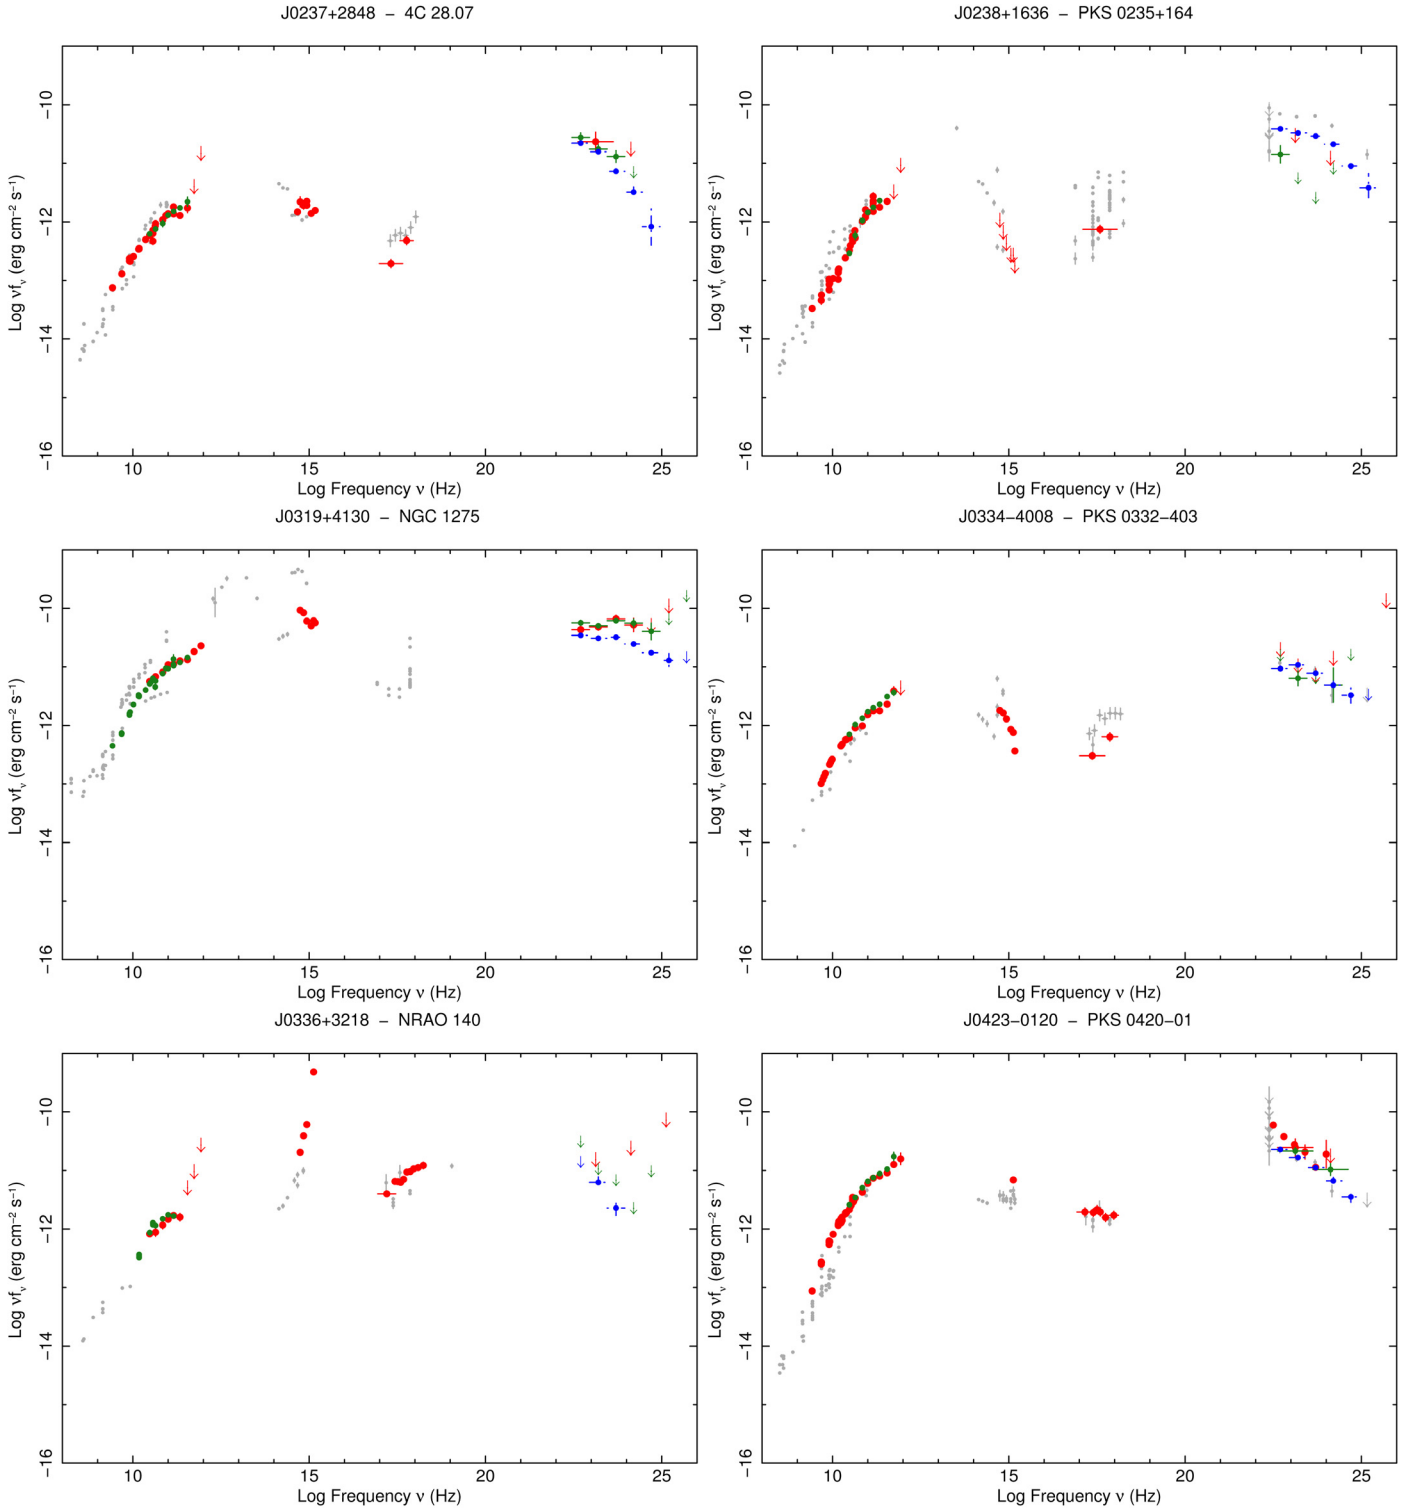 J0237+2848 – 4C 28.07
J0238+1636 – PKS 0235+164
Log νfν (erg cm−2 s−1)
−10
−12
−14
−16
10 15 20 25
Log Frequency ν (Hz)
Log νfν (erg cm−2 s−1)
−10
−12
−14
−16
10 15 20 25
Log Frequency ν (Hz)
J0319+4130 – NGC 1275
J0334−4008 – PKS 0332−403
Log νfν (erg cm−2 s−1)
−10
−12
−14
−16
10 15 20 25
Log Frequency ν (Hz)
Log νfν (erg cm−2 s−1)
−10
−12
−14
−16
10 15 20 25
Log Frequency ν (Hz)
J0336+3218 – NRAO 140
J0423−0120 – PKS 0420−01
Log νfν (erg cm−2 s−1)
−10
−12
−14
−16
10 15 20 25
Log Frequency ν (Hz)
Log νfν (erg cm−2 s−1)
−10
−12
−14
−16
10 15 20 25
Log Frequency ν (Hz)